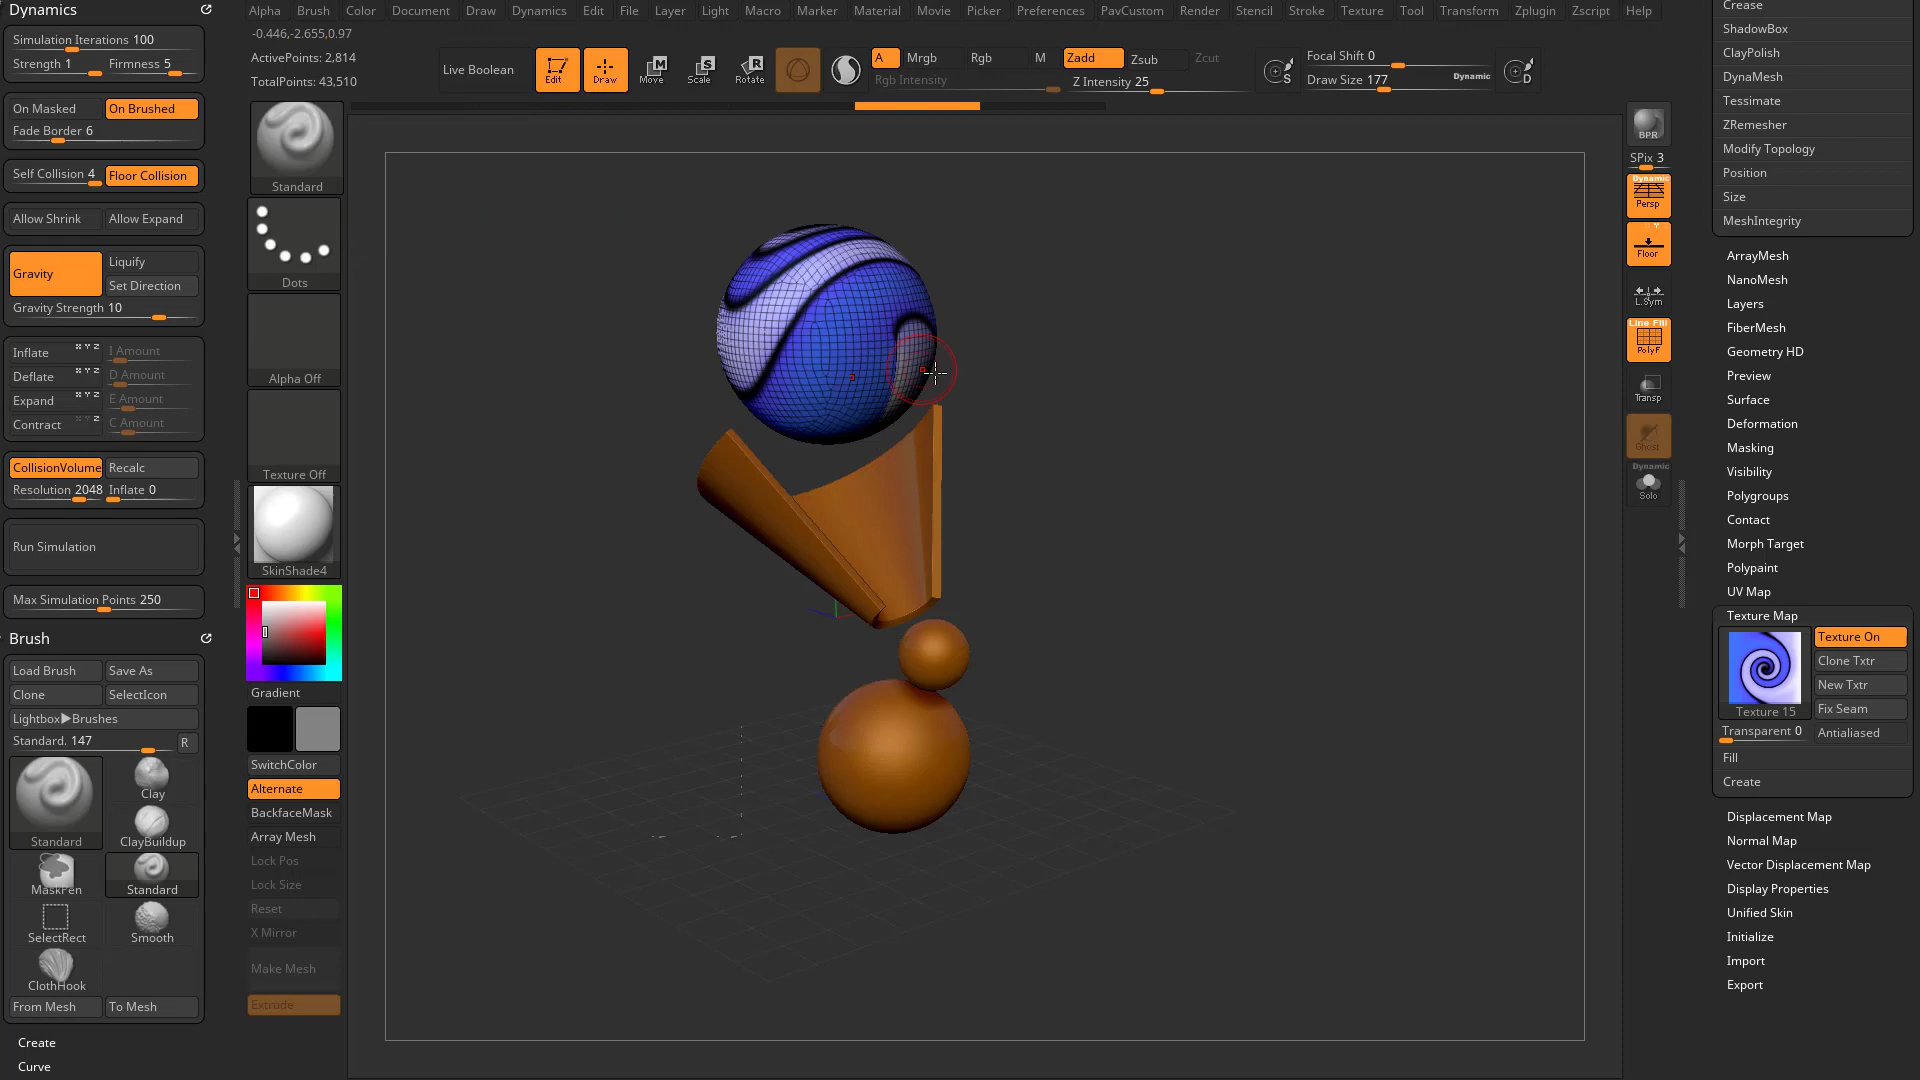 Dynamics
Simulation Iterations 100
Strength 1 Firmness 5
On Masked On Brushed
Fade Border 6
Self Collision 4 Floor Collision
Allow Shrink Allow Expand
Gravity
Liquify
Set Direction
Gravity Strength 10
Inflate X Y Z I Amount
Deflate X Y Z D Amount
Expand X Y Z E Amount
Contract X Y Z C Amount
CollisionVolume Recalc
Resolution 2048 Inflate 0
Run Simulation
Max Simulation Points 250
Brush
Load Brush Save As
Clone SelectIcon
Lightbox▶Brushes
Standard. 147 R
Standard
Clay
ClayBuildup
MaskPen Standard
SelectRect Smooth
ClothHook
From Mesh To Mesh
Create
Curve
Alpha Brush Color Document Draw Dynamics Edit File Layer Light Macro Marker Material Movie Picker Preferences PavCustom Render Stencil Stroke Texture Tool Transform Zplugin Zscript Help
-0.446,-2.655,0.97
ActivePoints: 2,814
TotalPoints: 43,510
Live Boolean
Edit Draw Move Scale Rotate
M S R
A Mrgb Rgb M Zadd Zsub Zcut
Rgb Intensity Z Intensity 25
S
Focal Shift 0
Draw Size 177 Dynamic
D
Standard
Dots
Alpha Off
Texture Off
SkinShade4
Gradient
SwitchColor
Alternate
BackfaceMask
Array Mesh
Lock Pos
Lock Size
Reset
X Mirror
Make Mesh
Extrude
BPR
SPix 3
Dynamic
Persp
Floor
L.Sym
Line Fill
PolyF
Transp
Ghost
Dynamic
Solo
Crease
ShadowBox
ClayPolish
DynaMesh
Tessimate
ZRemesher
Modify Topology
Position
Size
MeshIntegrity
ArrayMesh
NanoMesh
Layers
FiberMesh
Geometry HD
Preview
Surface
Deformation
Masking
Visibility
Polygroups
Contact
Morph Target
Polypaint
UV Map
Texture Map
Texture On
Clone Txtr
New Txtr
Fix Seam
Texture 15
Transparent 0 Antialiased
Fill
Create
Displacement Map
Normal Map
Vector Displacement Map
Display Properties
Unified Skin
Initialize
Import
Export